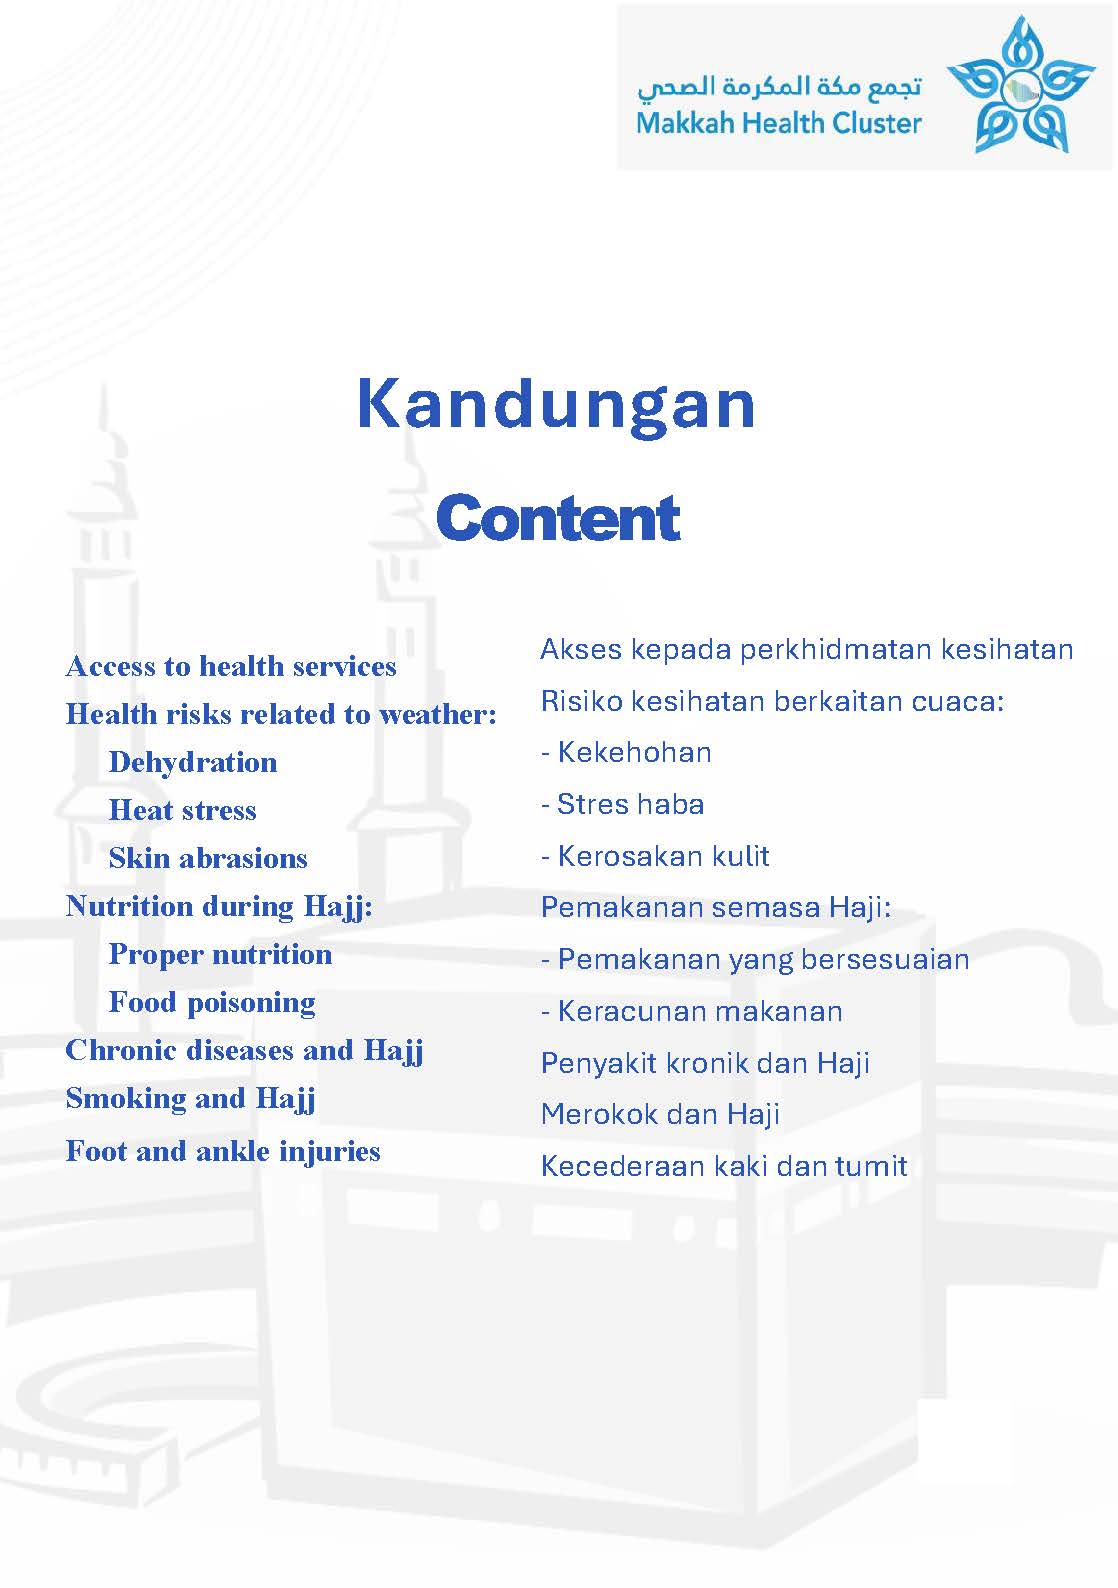 تجمع مكة المكرمة الصحي
Makkah Health Cluster
Kandungan
Content
Access to health services
Health risks related to weather:
Dehydration
Heat stress
Skin abrasions
Nutrition during Hajj:
Proper nutrition
Food poisoning
Chronic diseases and Hajj
Smoking and Hajj
Foot and ankle injuries
Akses kepada perkhidmatan kesihatan
Risiko kesihatan berkaitan cuaca:
- Kekehohan
- Stres haba
- Kerosakan kulit
Pemakanan semasa Haji:
- Pemakanan yang bersesuaian
- Keracunan makanan
Penyakit kronik dan Haji
Merokok dan Haji
Kecederaan kaki dan tumit